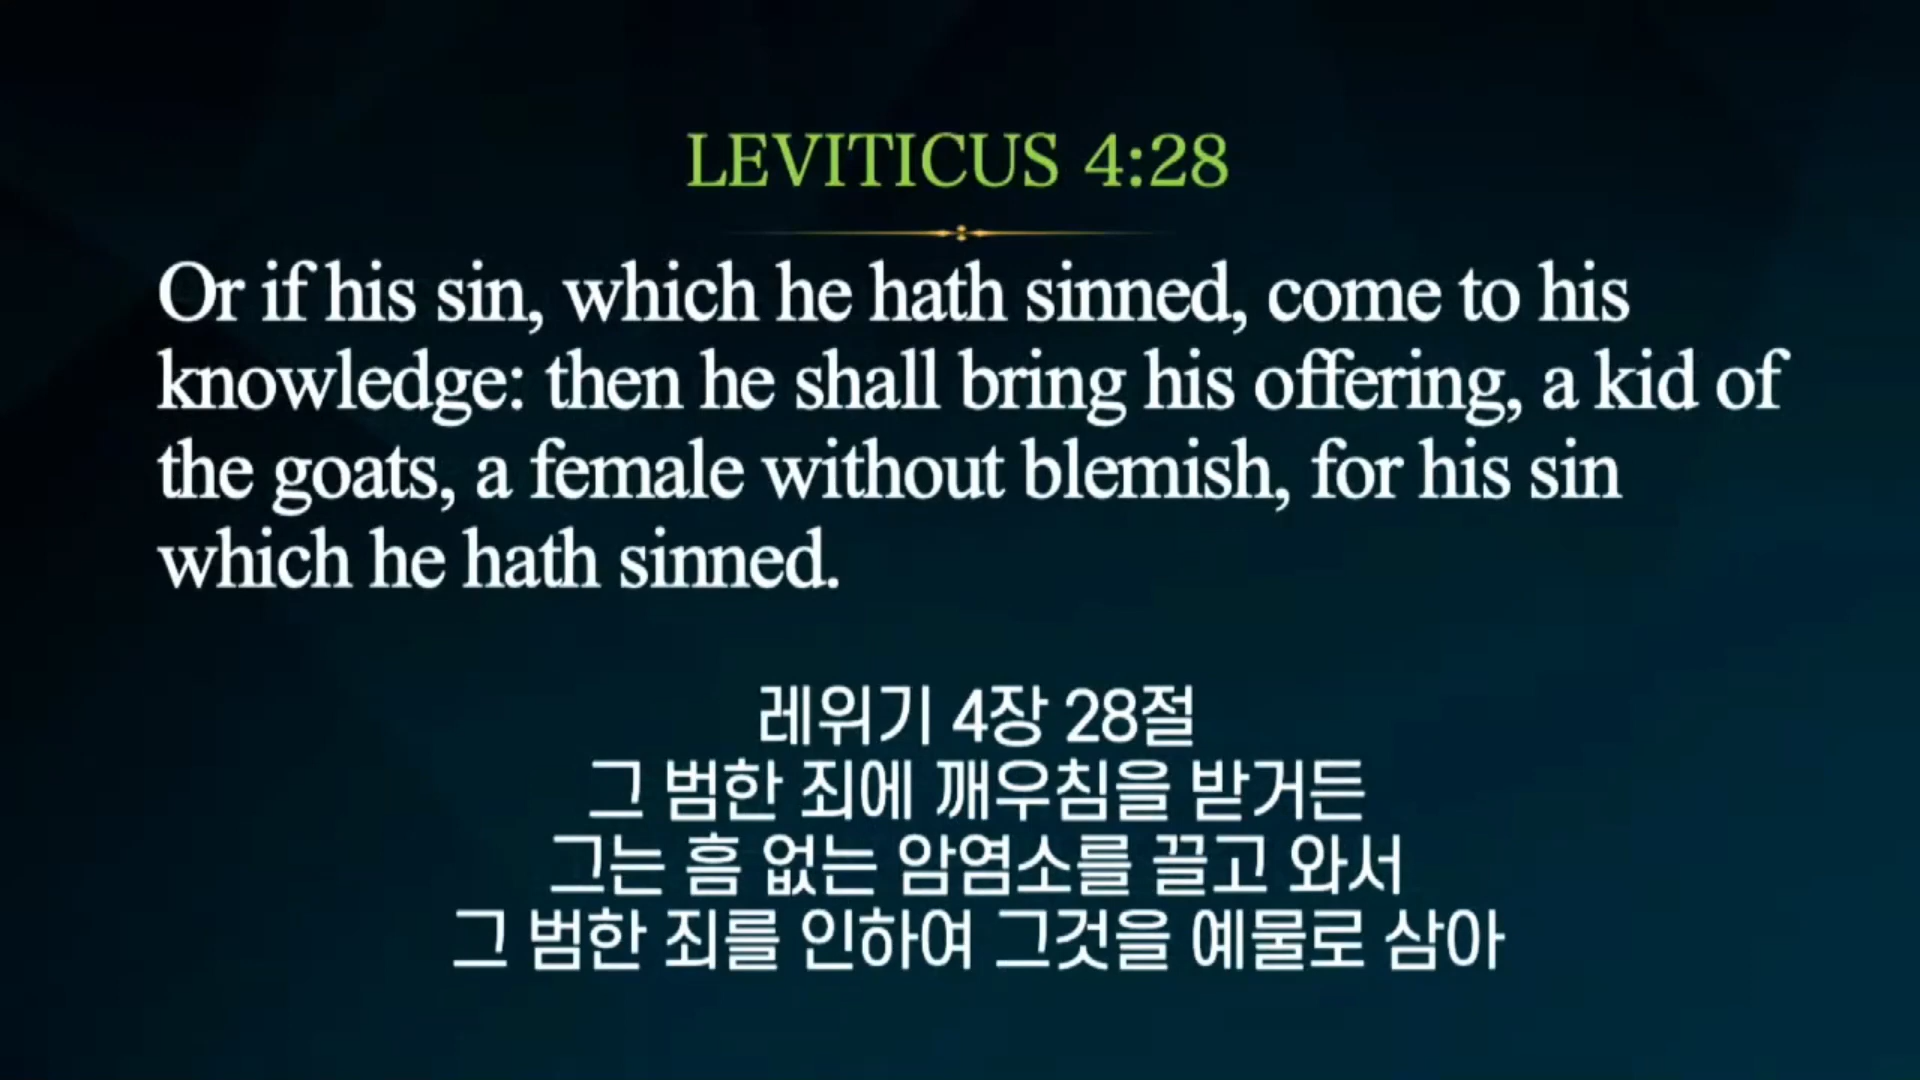 LEVITICUS 4:28
Or if his sin, which he hath sinned, come to his
knowledge: then he shall bring his offering, a kid of
the goats, a female without blemish, for his sin
which he hath sinned.
레위기 4장 28절
그 범한 죄에 깨우침을 받거든
그는 흠 없는 암염소를 끌고 와서
그 범한 죄를 인하여 그것을 예물로 삼아